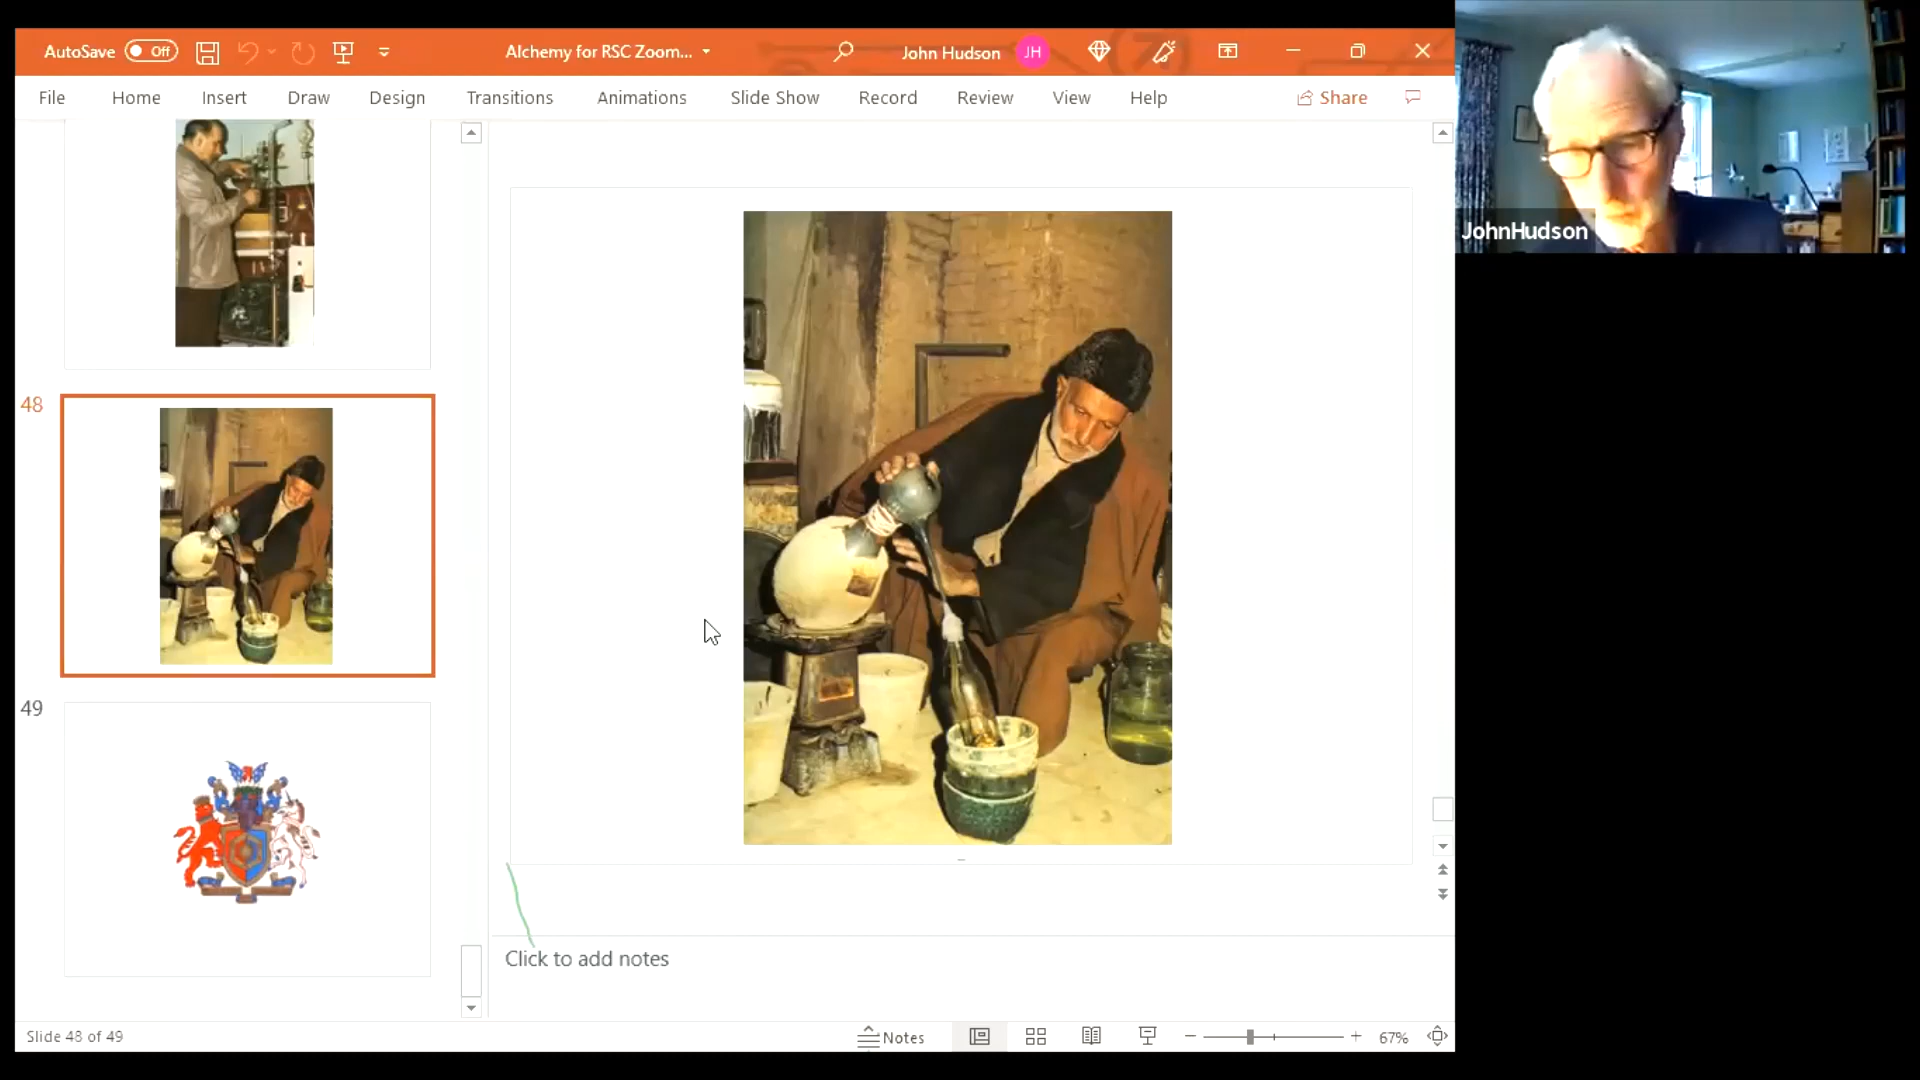 AutoSave Off Alchemy for RSC Zoom... John Hudson JH
File Home Insert Draw Design Transitions Animations Slide Show Record Review View Help Share
JohnHudson
48
49
Click to add notes
Slide 48 of 49 Notes 67%